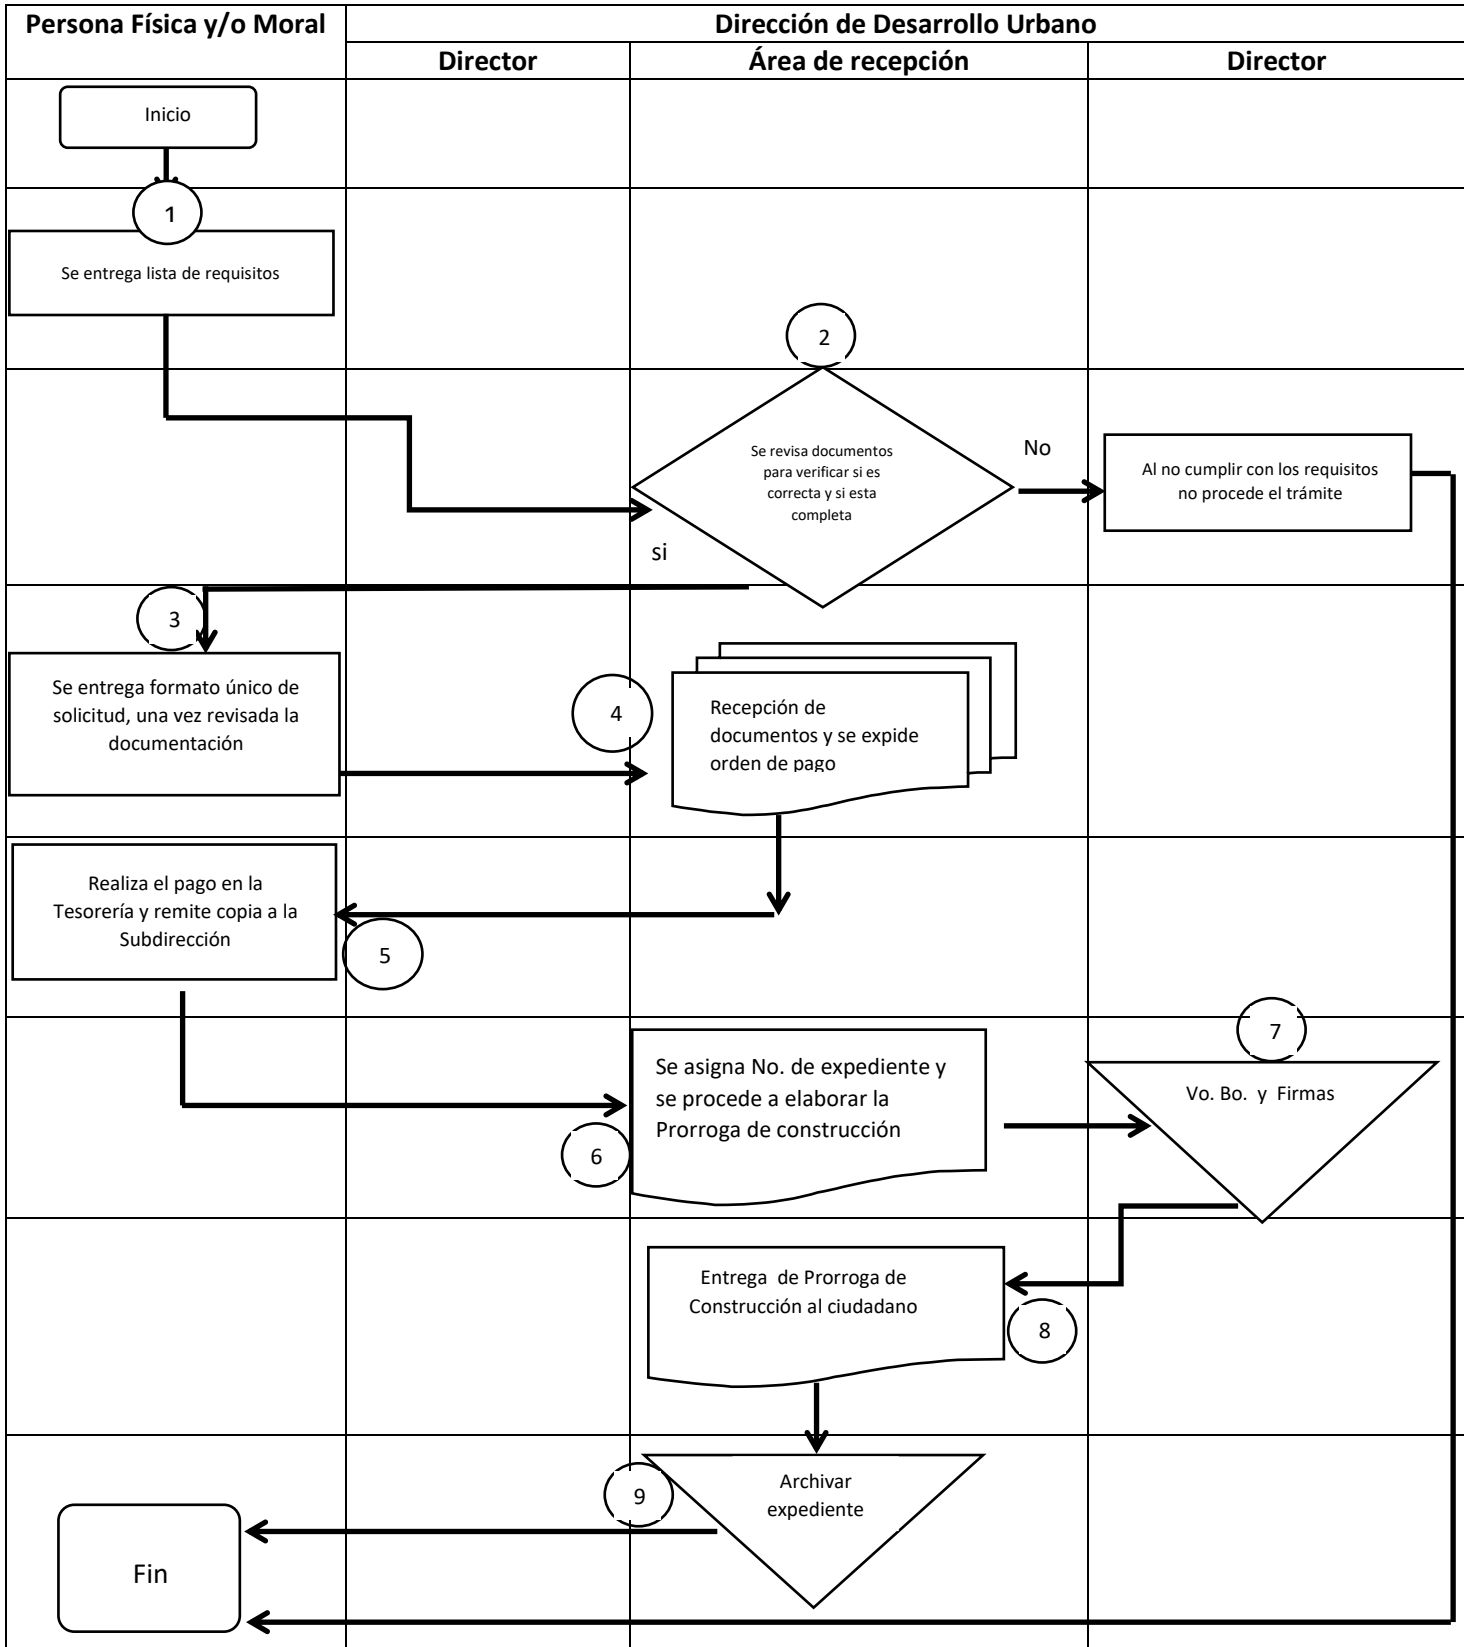 Persona Física y/o Moral
Dirección de Desarrollo Urbano
Director
Área de recepción
Director
Inicio
1
Se entrega lista de requisitos
2
Se revisa documentos
para verificar si es
correcta y si esta
completa
No
Al no cumplir con los requisitos
no procede el trámite
si
3
Se entrega formato único de
solicitud, una vez revisada la
documentación
4
Recepción de
documentos y se expide
orden de pago
Realiza el pago en la
Tesorería y remite copia a la
Subdirección
5
Se asigna No. de expediente y
se procede a elaborar la
Prorroga de construcción
6
7
Vo. Bo. y Firmas
Entrega de Prorroga de
Construcción al ciudadano
8
9
Archivar
expediente
Fin